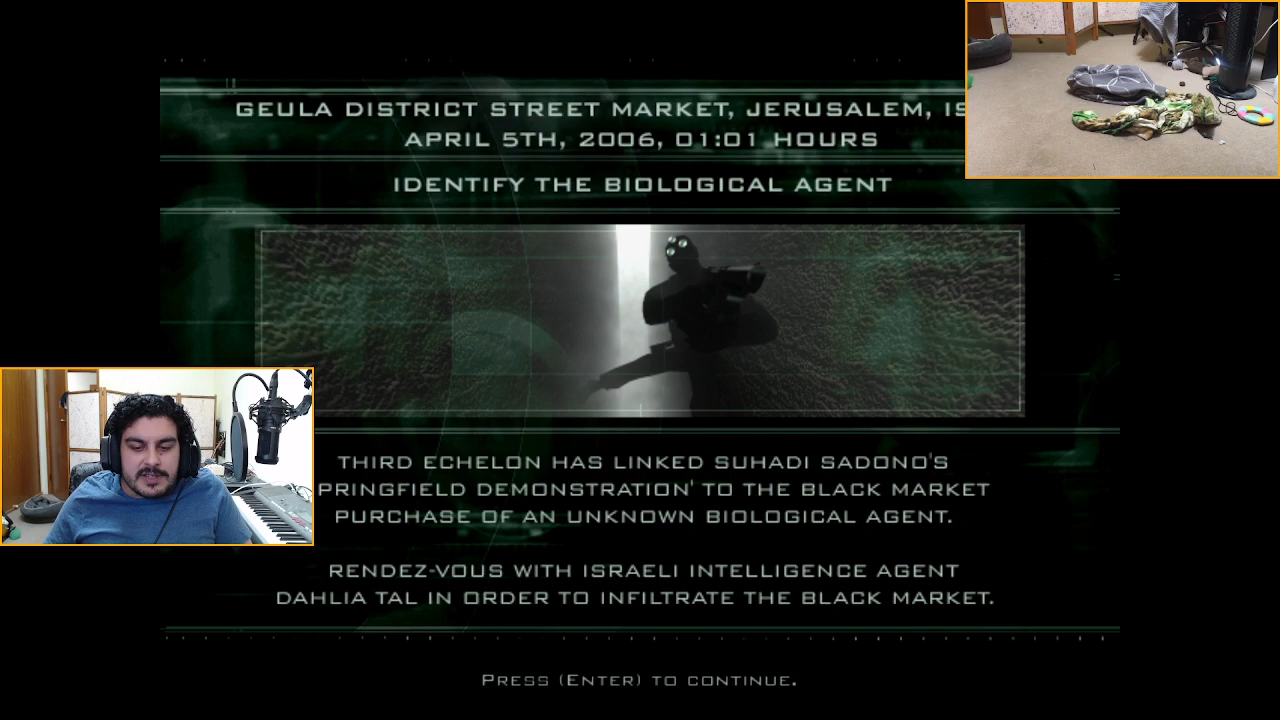 GEULA DISTRICT STREET MARKET, JERUSALEM, IS
APRIL 5TH, 2006, 01:01 HOURS
IDENTIFY THE BIOLOGICAL AGENT
THIRD ECHELON HAS LINKED SUHADI SADONO'S
PRINGFIELD DEMONSTRATION' TO THE BLACK MARKET
PURCHASE OF AN UNKNOWN BIOLOGICAL AGENT.
RENDEZ-VOUS WITH ISRAELI INTELLIGENCE AGENT
DAHLIA TAL IN ORDER TO INFILTRATE THE BLACK MARKET.
PRESS (ENTER) TO CONTINUE.